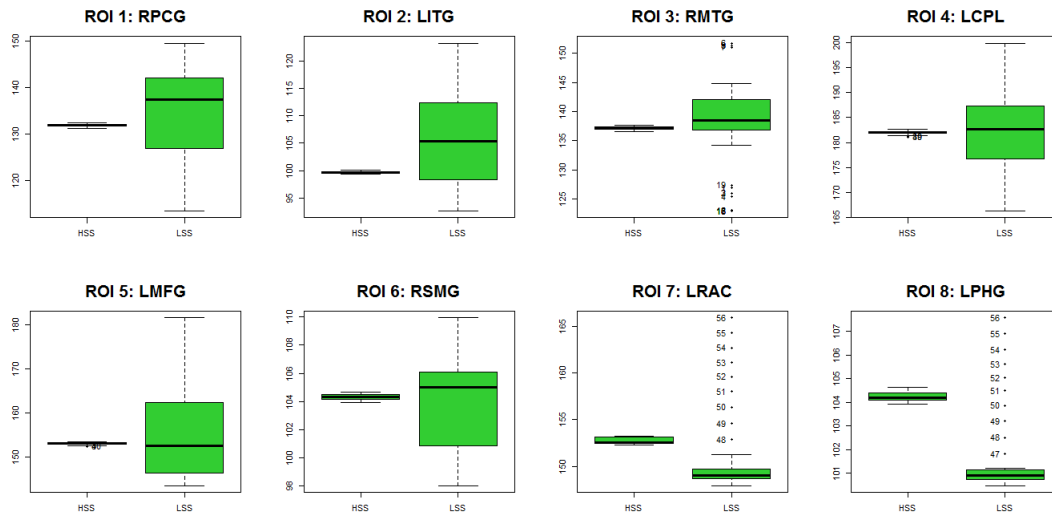 ROI 1: RPCG
ROI 2: LITG
ROI 3: RMTG
ROI 4: LCPL
150
140
130
120
HSS
LSS
120
115
110
105
100
95
HSS
LSS
150
145
140
135
130
125
19
HSS
LSS
200
195
190
185
180
175
170
165
HSS
LSS
ROI 5: LMFG
ROI 6: RSMG
ROI 7: LRAC
ROI 8: LPHG
180
170
160
150
HSS
LSS
110
108
106
104
102
100
98
HSS
LSS
165
160
155
150
56
55
54
53
52
51
50
49
48
HSS
LSS
107
106
105
104
103
102
101
56
55
54
53
52
51
50
49
48
47
HSS
LSS